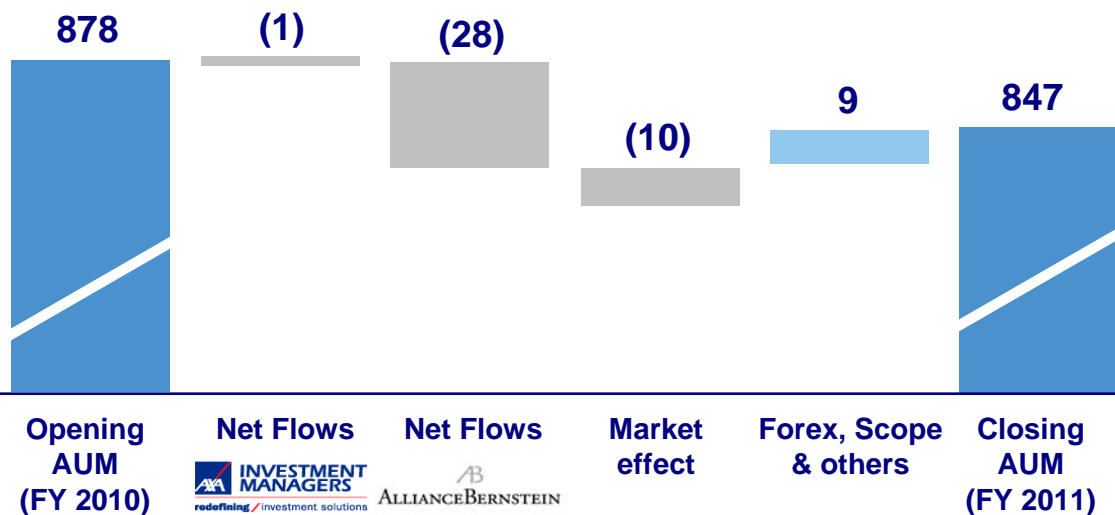 878
(1)
(28)
(10)
9
847
Opening
AUM
(FY 2010)
Net Flows
AXA INVESTMENT
MANAGERS
redefining / investment solutions
Net Flows
AB
ALLIANCEBERNSTEIN
Market
effect
Forex, Scope
& others
Closing
AUM
(FY 2011)